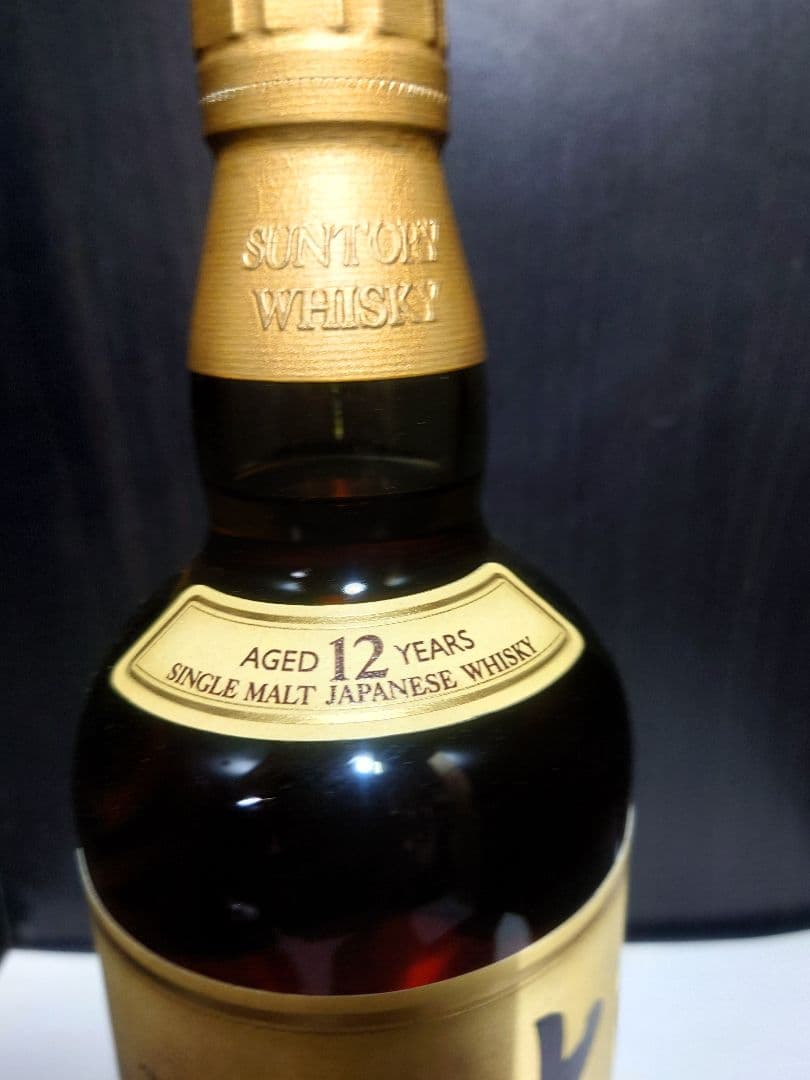 SUNTORY
WHISKY
AGED 12 YEARS
SINGLE MALT JAPANESE WHISKY